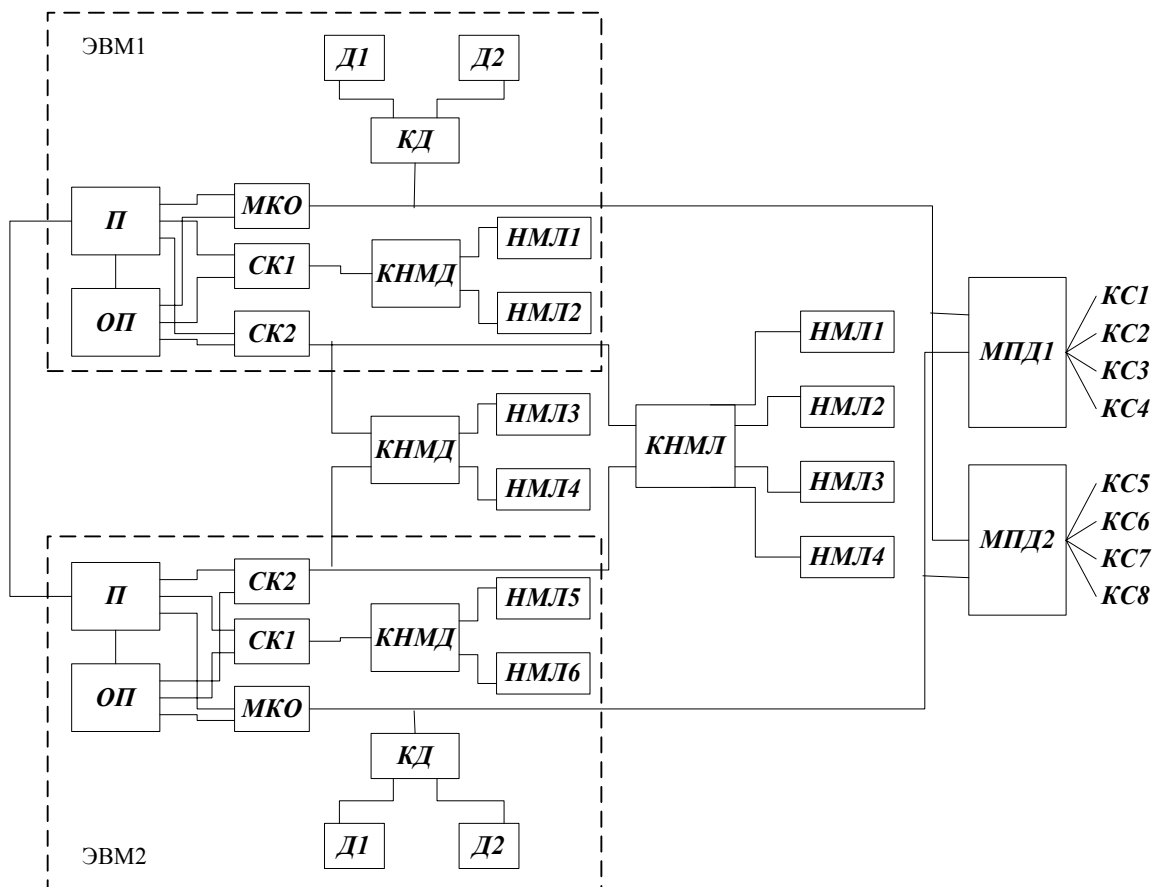 ЭВМ1
Д1
Д2
КД
П
МКО
НМЛ1
СК1
КНМД
ОП
НМЛ2
СК2
НМЛ1
МПД1
КС1
КС2
КС3
КС4
НМЛ3
КНМД
НМЛ4
КНМЛ
НМЛ2
НМЛ3
НМЛ4
МПД2
КС5
КС6
КС7
КС8
П
СК2
НМЛ5
СК1
КНМД
ОП
НМЛ6
МКО
КД
Д1
Д2
ЭВМ2